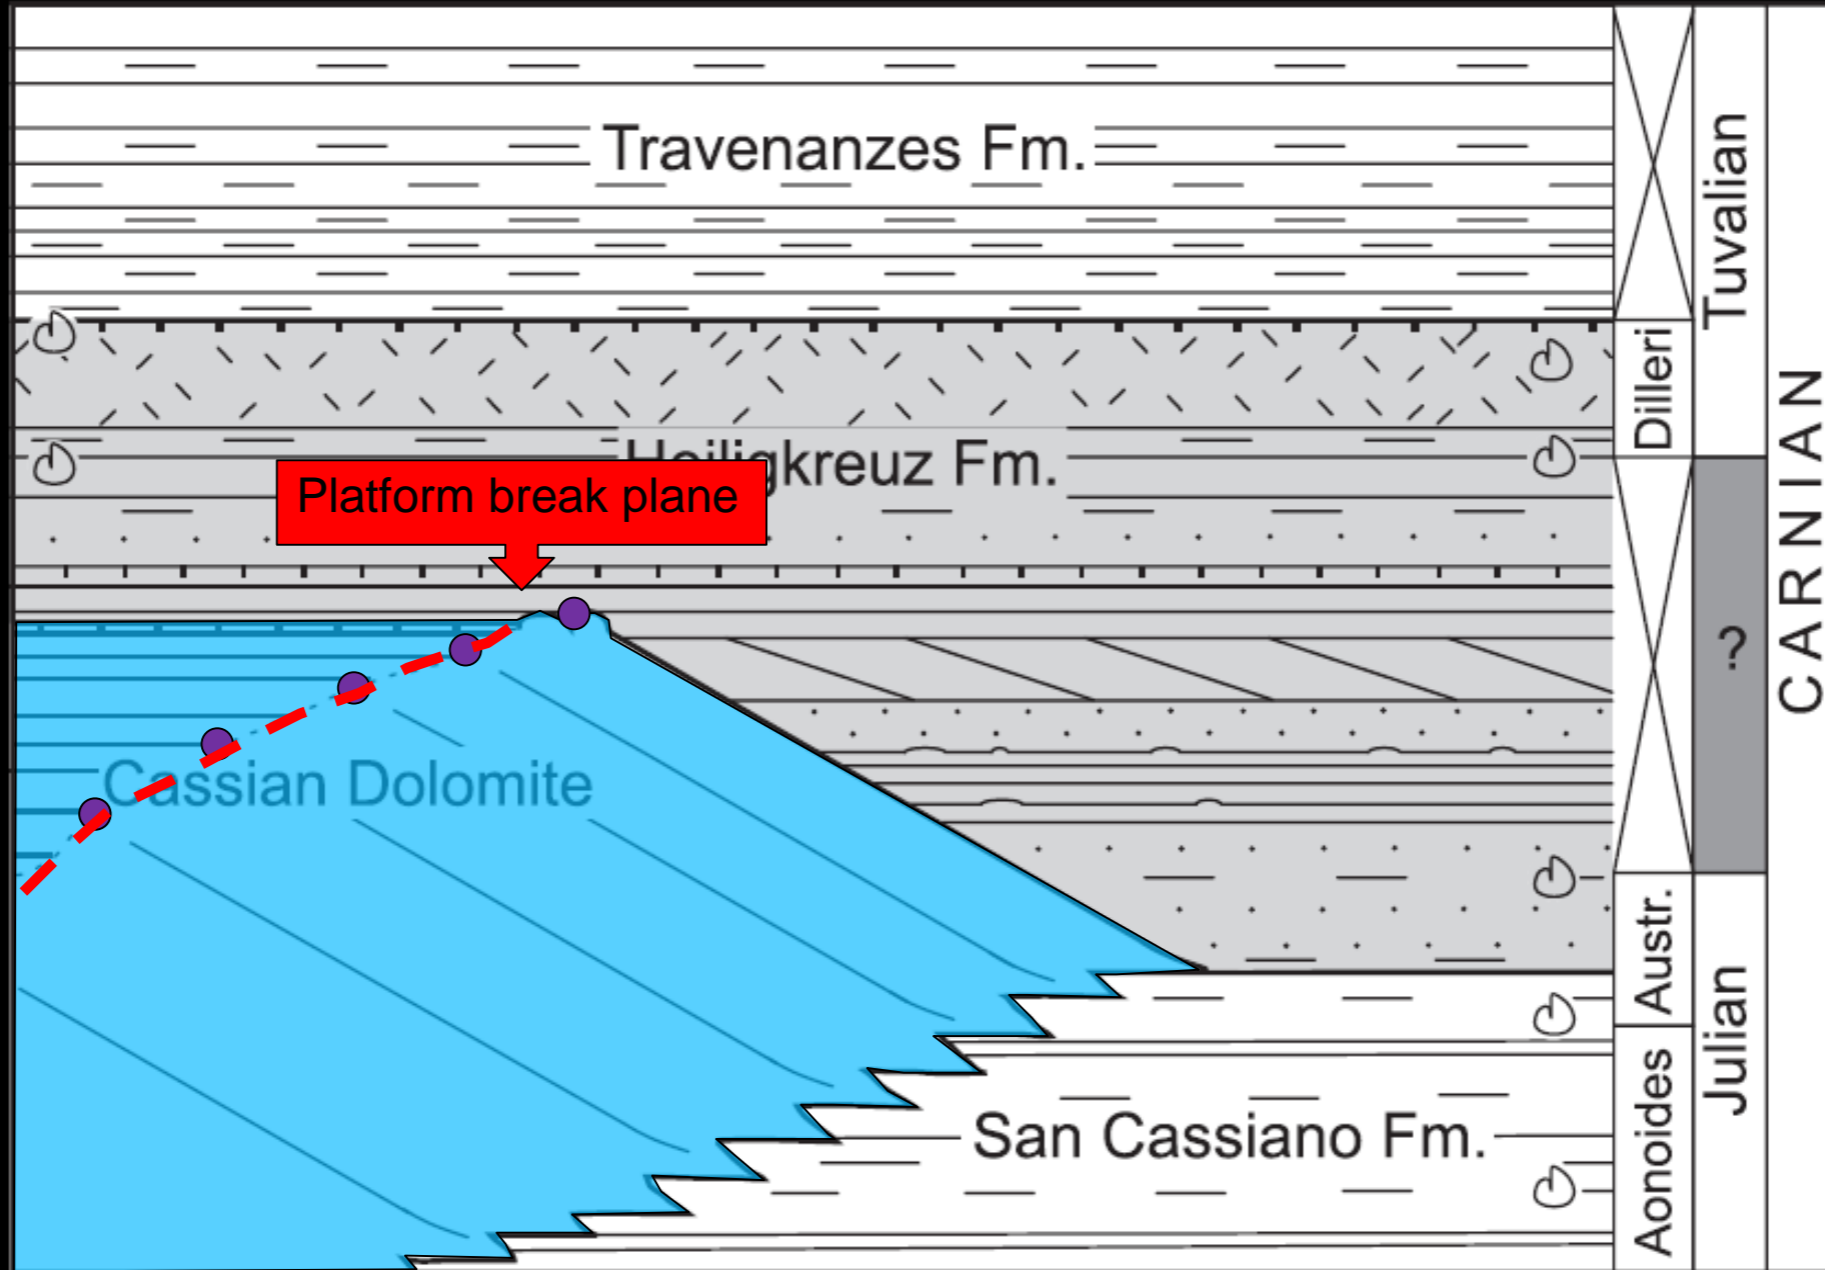 Travenanzes Fm.
Heiligkreuz Fm.
Platform break plane
Cassian Dolomite
San Cassiano Fm.
Dilleri
Austr.
Aonoides
Tuvalian
?
Julian
CARNIAN